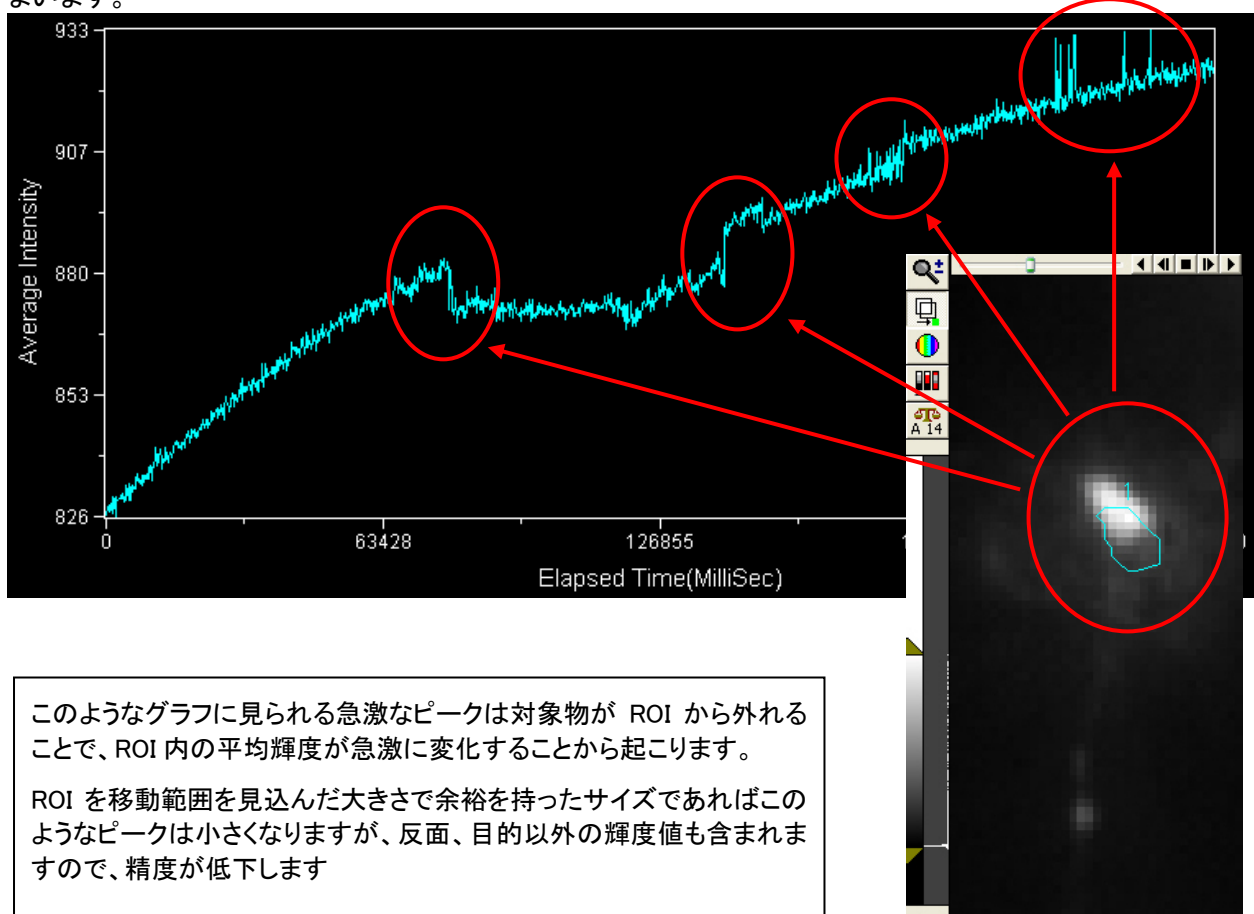 まいます。
933
907
880
853
826
Average Intensity
0
63428
126855
1
Elapsed Time(MilliSec)
A 14
1
このようなグラフに見られる急激なピークは対象物が ROI から外れる
ことで、ROI 内の平均輝度が急激に変化することから起こります。
ROI を移動範囲を見込んだ大きさで余裕を持ったサイズであればこの
ようなピークは小さくなりますが、反面、目的以外の輝度値も含まれま
すので、精度が低下します